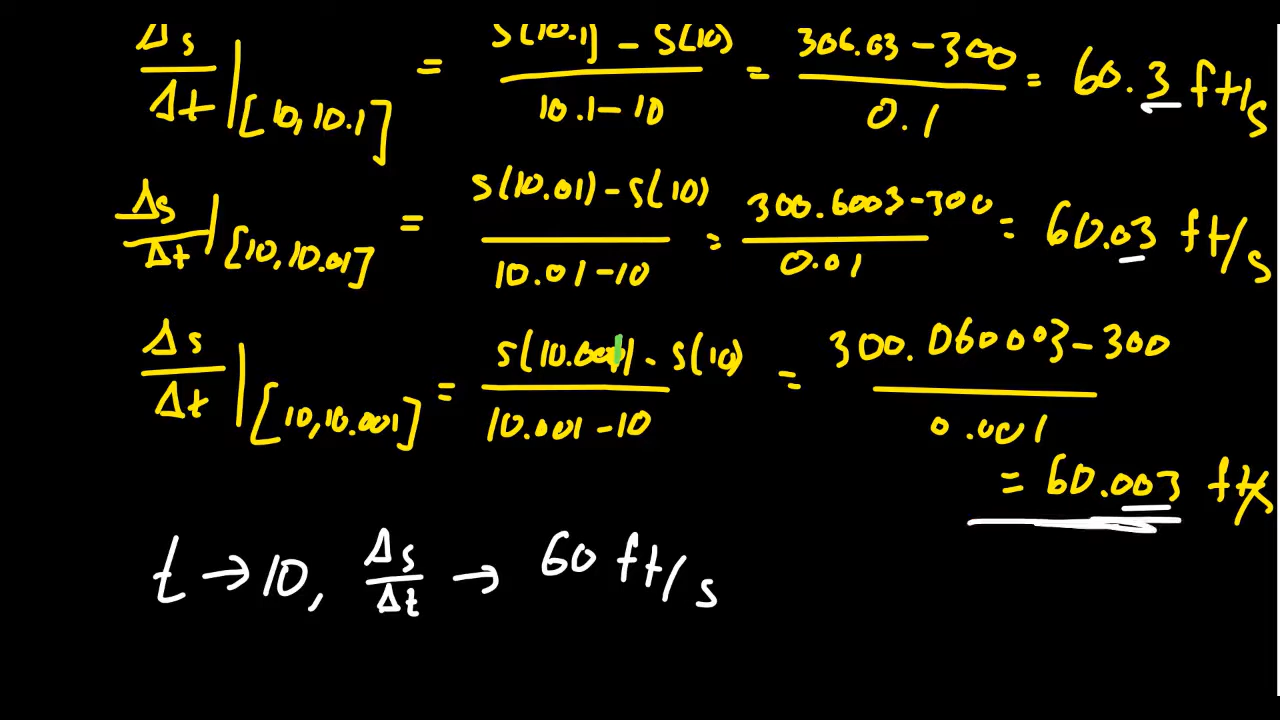 Δs/Δt |[10, 10.1] = (s(10.1) - s(10))/(10.1 - 10) = (306.03 - 300)/0.1 = 60.3 ft/s
Δs/Δt |[10, 10.01] = (s(10.01) - s(10))/(10.01 - 10) = (300.6003 - 300)/0.01 = 60.03 ft/s
Δs/Δt |[10, 10.001] = (s(10.001) - s(10))/(10.001 - 10) = (300.060003 - 300)/0.001
= 60.003 ft/s
t → 10, Δs/Δt → 60 ft/s